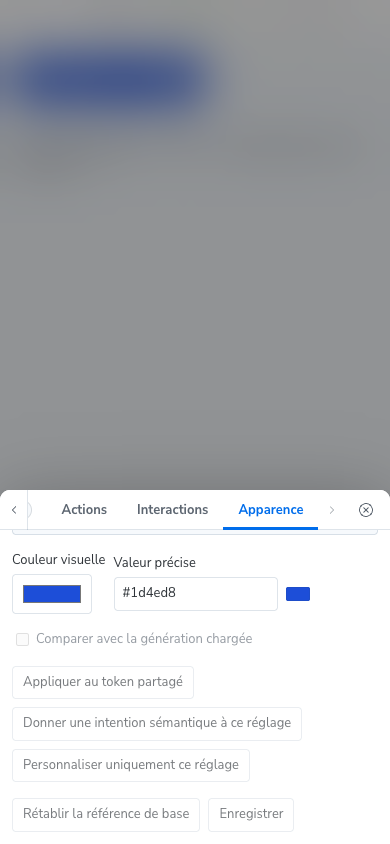 Actions Interactions Apparence
Couleur visuelle Valeur précise
#1d4ed8
Comparer avec la génération chargée
Appliquer au token partagé
Donner une intention sémantique à ce réglage
Personnaliser uniquement ce réglage
Rétablir la référence de base Enregistrer